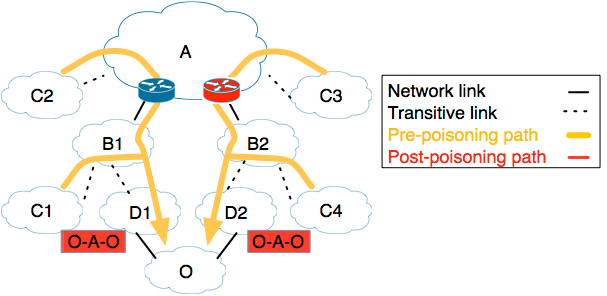 A
C2
C3
Network link
Transitive link
Pre-poisoning path
Post-poisoning path
B1
B2
C1
D1
D2
C4
O-A-O
O-A-O
O